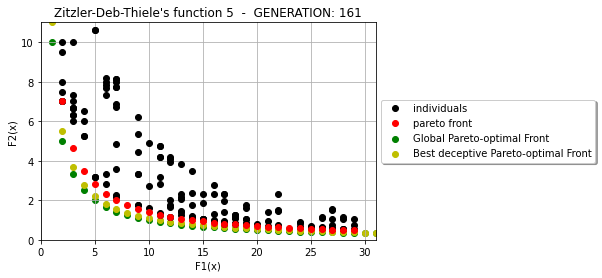 Zitzler-Deb-Thiele's function 5 - GENERATION: 161
10
8
6
4
2
0
F2(x)
0 5 10 15 20 25 30
F1(x)
individuals
pareto front
Global Pareto-optimal Front
Best deceptive Pareto-optimal Front